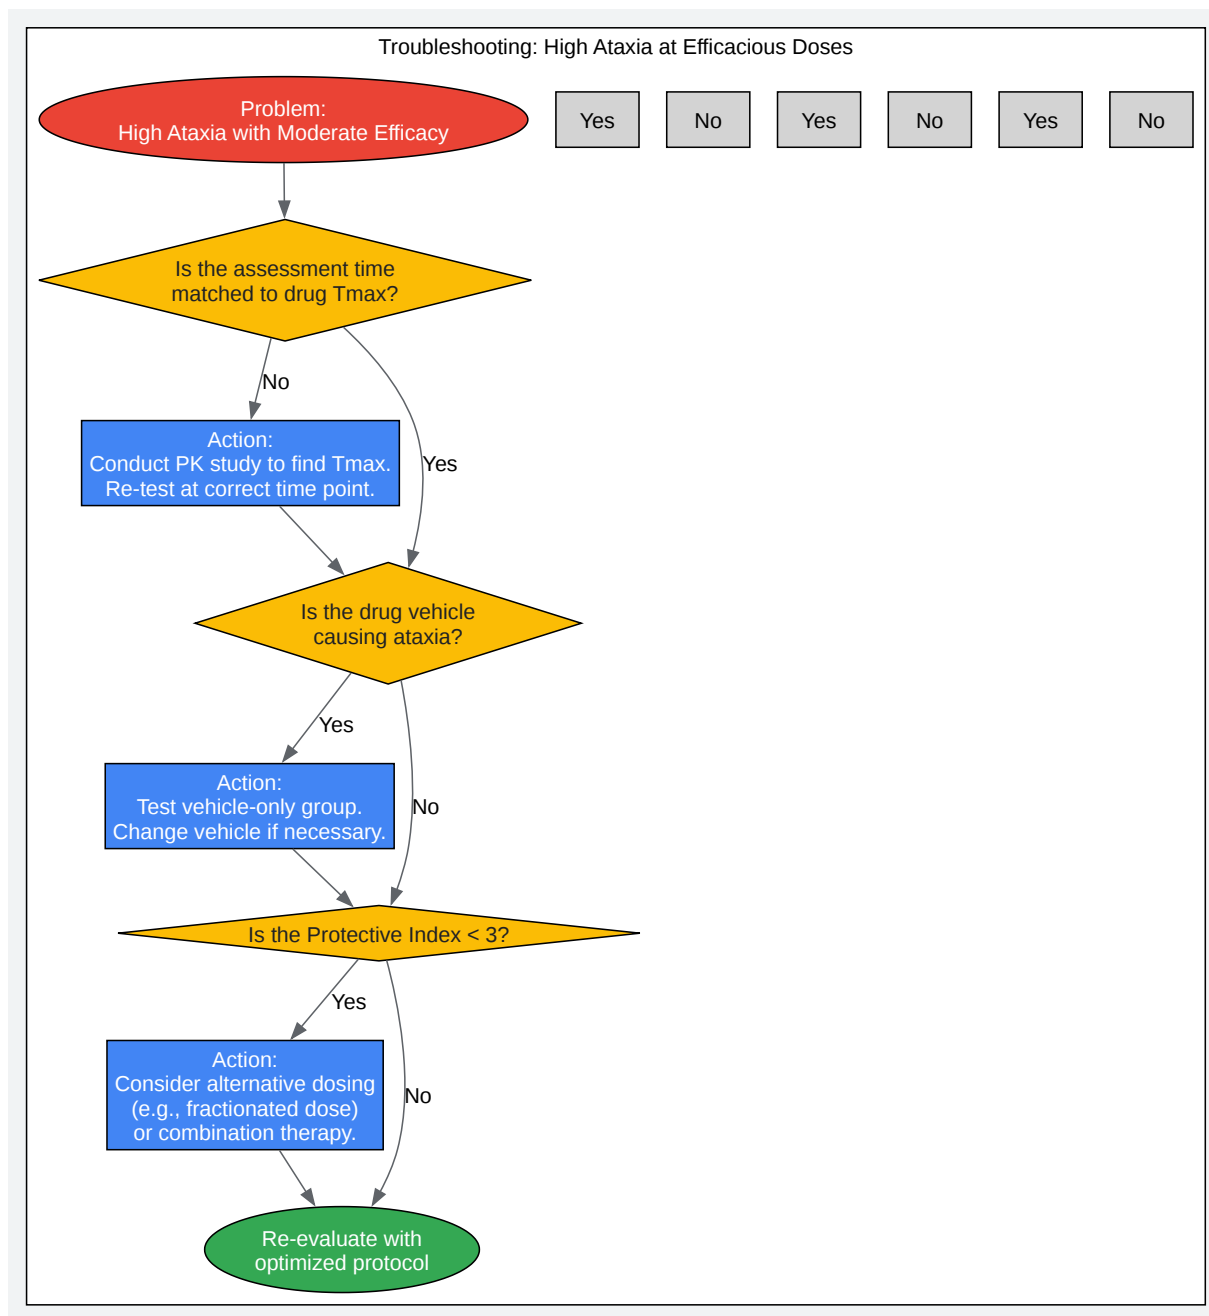 Troubleshooting: High Ataxia at Efficacious Doses
Problem:
High Ataxia with Moderate Efficacy
Yes
No
Yes
No
Yes
No
Is the assessment time
matched to drug Tmax?
No
Yes
Action:
Conduct PK study to find Tmax.
Re-test at correct time point.
Is the drug vehicle
causing ataxia?
Yes
No
Action:
Test vehicle-only group.
Change vehicle if necessary.
Is the Protective Index < 3?
Yes
No
Action:
Consider alternative dosing
(e.g., fractionated dose)
or combination therapy.
Re-evaluate with
optimized protocol